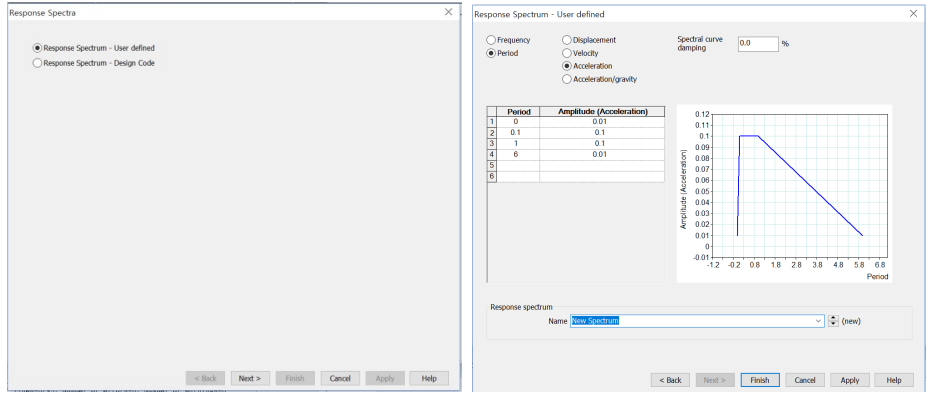 Response Spectra
Response Spectrum - User defined
Response Spectrum - Design Code
< Back Next > Finish Cancel Apply Help
Response Spectrum - User defined
Frequency
Period
Displacement
Velocity
Acceleration
Acceleration/gravity
Spectral curve
damping
0.0 %
Period Amplitude (Acceleration)
1 0 0.01
2 0.1 0.1
3 1 0.1
4 6 0.01
5
6
Amplitude (Acceleration)
0.12
0.11
0.1
0.09
0.08
0.07
0.06
0.05
0.04
0.03
0.02
0.01
0
-0.01
-1.2 -0.2 0.8 1.8 2.8 3.8 4.8 5.8 6.8
Period
Response spectrum
Name New Spectrum (new)
< Back Next > Finish Cancel Apply Help